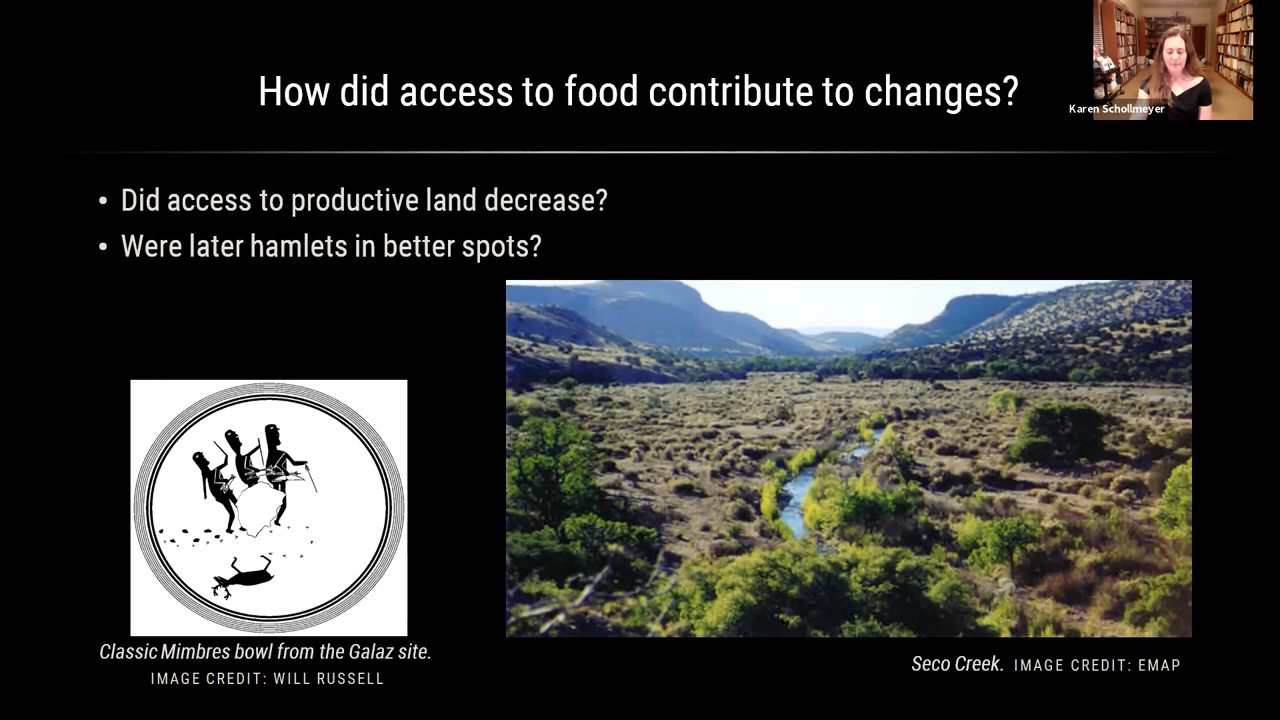 How did access to food contribute to changes?
Karen Schollmeyer
• Did access to productive land decrease?
• Were later hamlets in better spots?
Classic Mimbres bowl from the Galaz site.
IMAGE CREDIT: WILL RUSSELL
Seco Creek. IMAGE CREDIT: EMAP